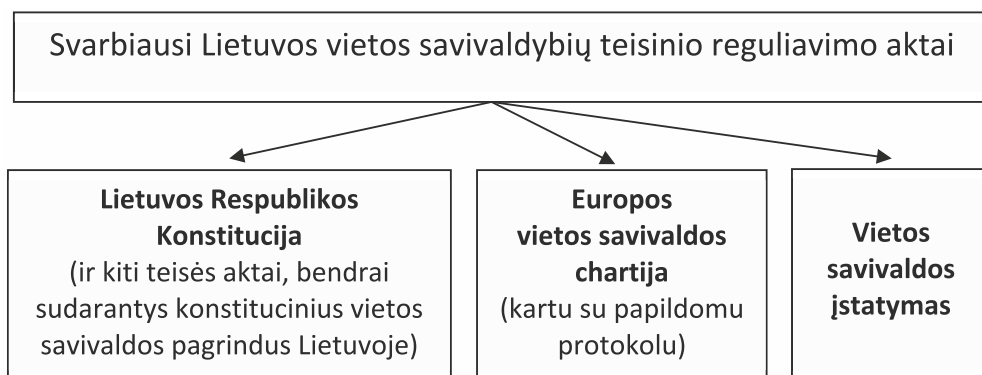 Svarbiausi Lietuvos vietos savivaldybių teisinio reguliavimo aktai
Lietuvos Respublikos
Konstitucija
(ir kiti teisės aktai, bendrai
sudarantys konstitucinius vietos
savivaldos pagrindus Lietuvoje)
Europos
vietos savivaldos
chartija
(kartu su papildomu
protokolu)
Vietos
savivaldos
įstatymas